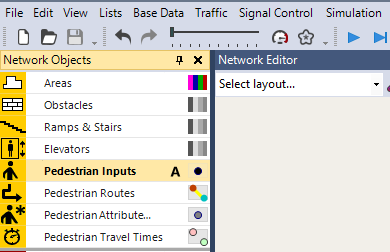 File Edit View Lists Base Data Traffic Signal Control Simulation
Network Objects
Network Editor
Areas
Select layout...
Obstacles
Ramps & Stairs
Elevators
Pedestrian Inputs A
Pedestrian Routes
Pedestrian Attribute...
Pedestrian Travel Times